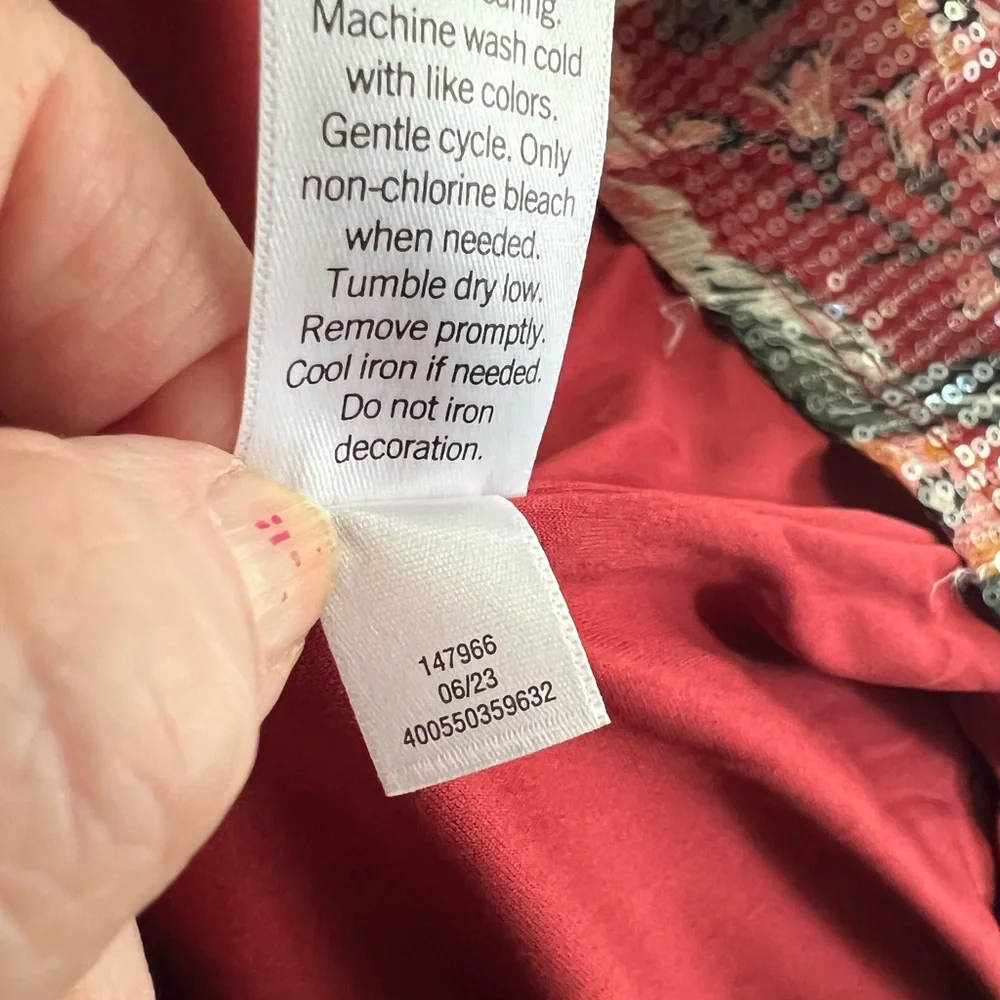 Machine wash cold
with like colors.
Gentle cycle. Only
non-chlorine bleach
when needed.
Tumble dry low.
Remove promptly.
Cool iron if needed.
Do not iron
decoration.
147966
06/23
400550359632